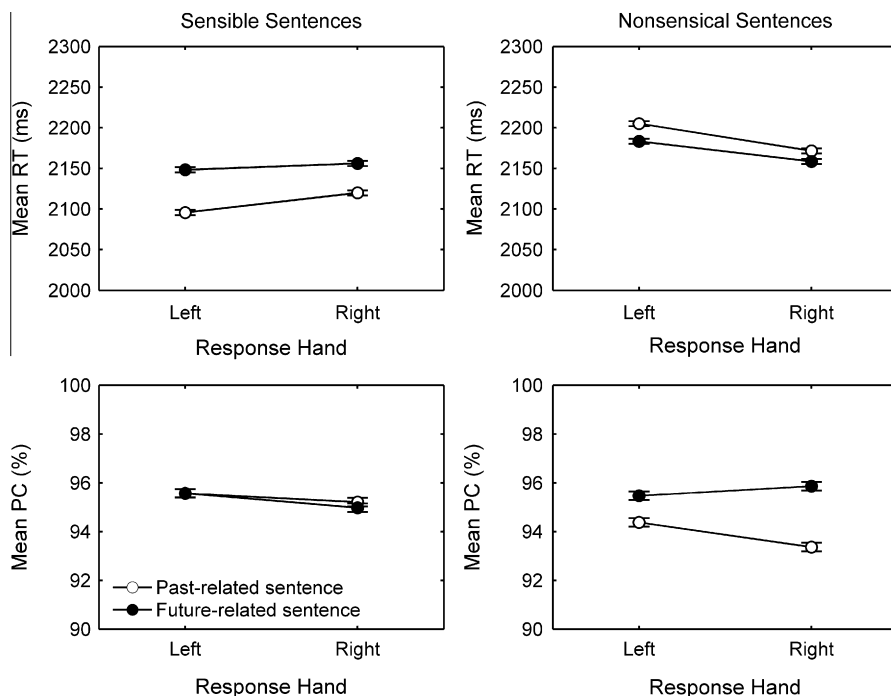 Sensible Sentences
Nonsensical Sentences
2300
2250
2200
2150
2100
2050
2000
Mean RT (ms)
Left
Right
Response Hand
2300
2250
2200
2150
2100
2050
2000
Mean RT (ms)
Left
Right
Response Hand
100
98
96
94
92
90
Mean PC (%)
Past-related sentence
Future-related sentence
Left
Right
Response Hand
100
98
96
94
92
90
Mean PC (%)
Left
Right
Response Hand